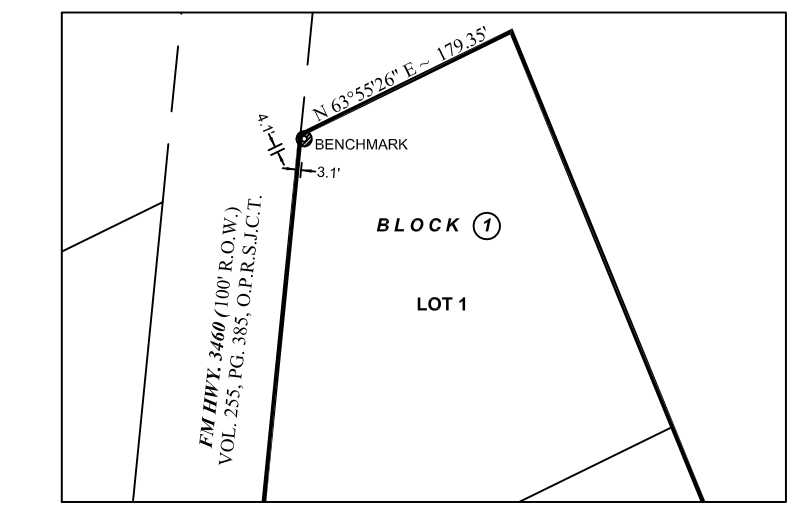 N 63°55'26" E ~ 179.35'
4.1'
BENCHMARK
3.1'
BLOCK 1
LOT 1
FM HWY. 3460 (100' R.O.W.)
VOL. 255, PG. 385, O.P.R.S.J.C.T.